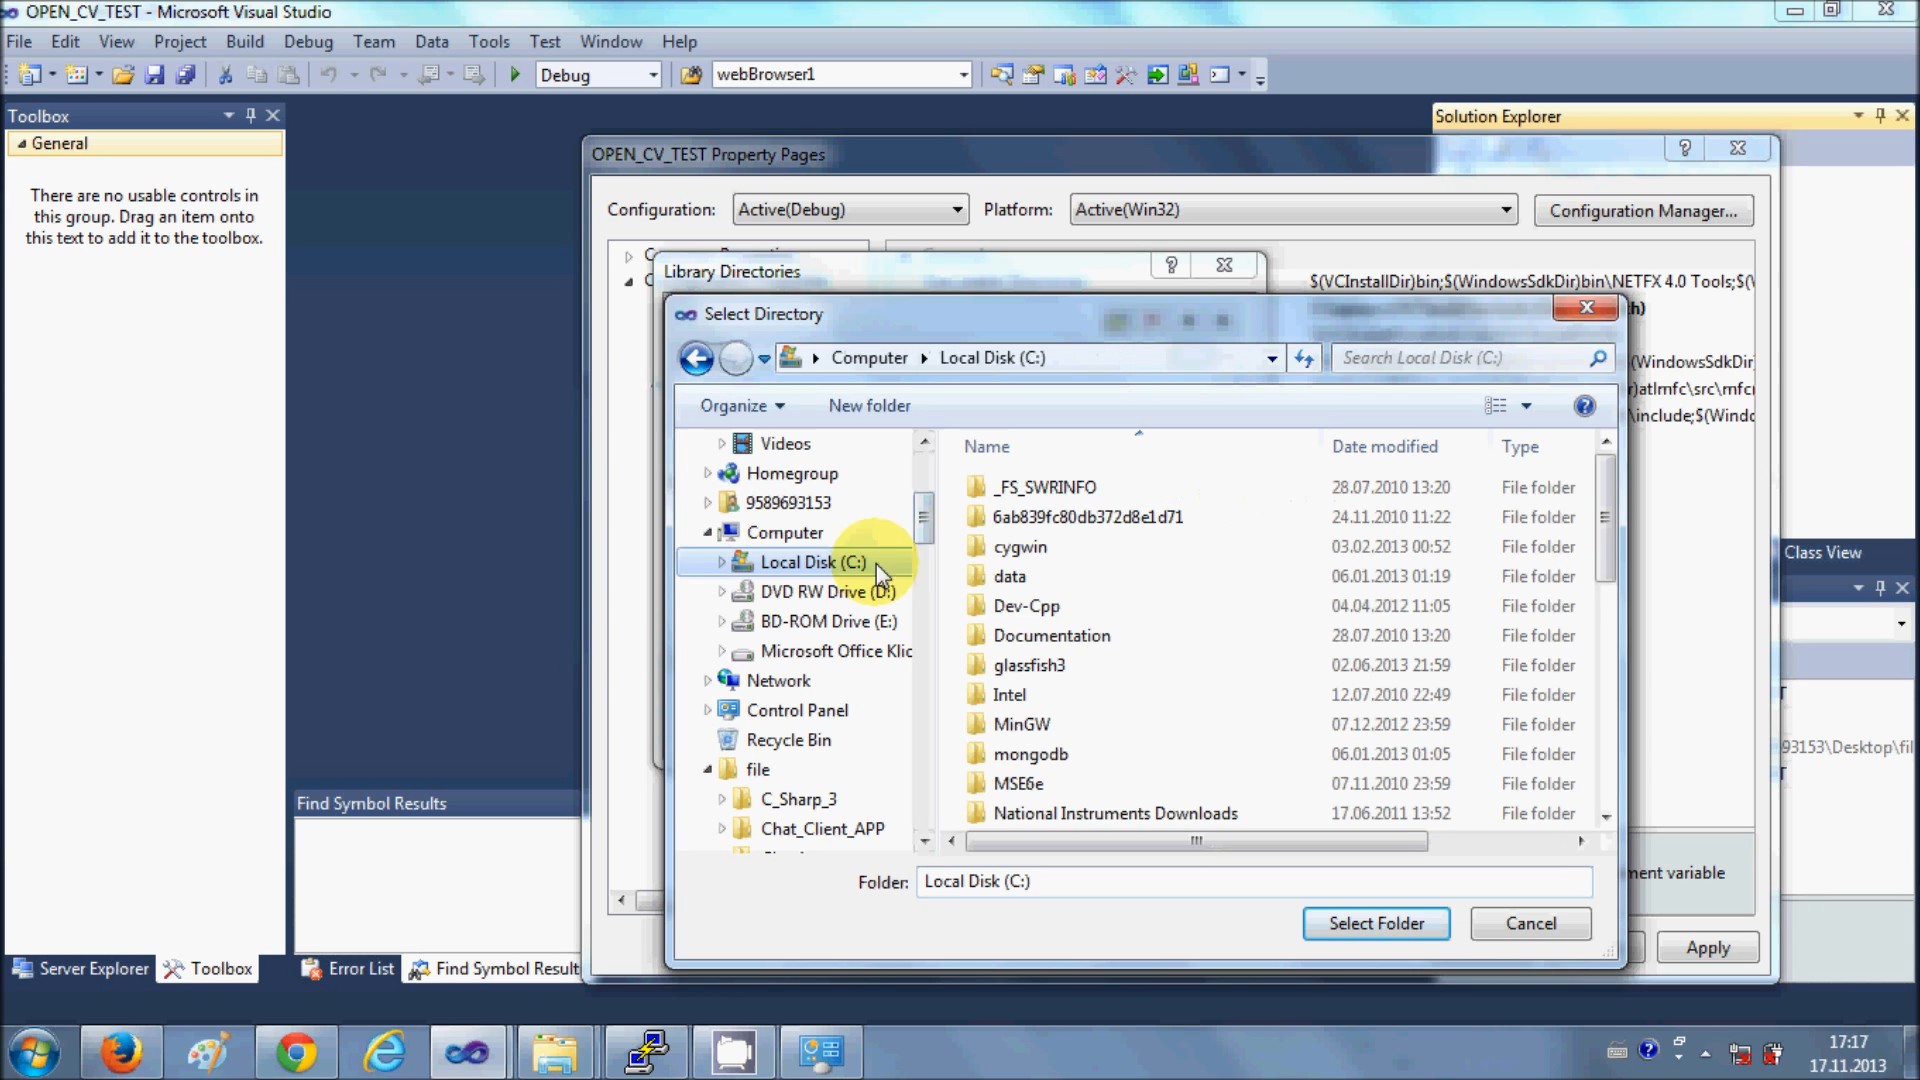 OPEN_CV_TEST - Microsoft Visual Studio
File Edit View Project Build Debug Team Data Tools Test Window Help
Debug webBrowser1
Toolbox
General
There are no usable controls in
this group. Drag an item onto
this text to add it to the toolbox.
Solution Explorer
OPEN_CV_TEST Property Pages
Configuration: Active(Debug) Platform: Active(Win32) Configuration Manager...
Library Directories
$(VCInstallDir)bin;$(WindowsSdkDir)bin\NETFX 4.0 Tools;$(V
Select Directory
Computer Local Disk (C:) Search Local Disk (C:)
(WindowsSdkDir
Organize New folder
)atlmfc\src\mfc
\include;$(Windo
Videos
Homegroup
9589693153
Computer
Local Disk (C:)
DVD RW Drive (D:)
BD-ROM Drive (E:)
Microsoft Office Klic
Network
Control Panel
Recycle Bin
file
C_Sharp_3
Chat_Client_APP
Name Date modified Type
_FS_SWRINFO 28.07.2010 13:20 File folder
6ab839fc80db372d8e1d71 24.11.2010 11:22 File folder
cygwin 03.02.2013 00:52 File folder
data 06.01.2013 01:19 File folder
Dev-Cpp 04.04.2012 11:05 File folder
Documentation 28.07.2010 13:20 File folder
glassfish3 02.06.2013 21:59 File folder
Intel 12.07.2010 22:49 File folder
MinGW 07.12.2012 23:59 File folder
mongodb 06.01.2013 01:05 File folder
MSE6e 07.11.2010 23:59 File folder
National Instruments Downloads 17.06.2011 13:52 File folder
Folder: Local Disk (C:)
Select Folder Cancel
Class View
93153\Desktop\fil
ment variable
Apply
Find Symbol Results
Server Explorer Toolbox
Error List Find Symbol Result
17:17
17.11.2013